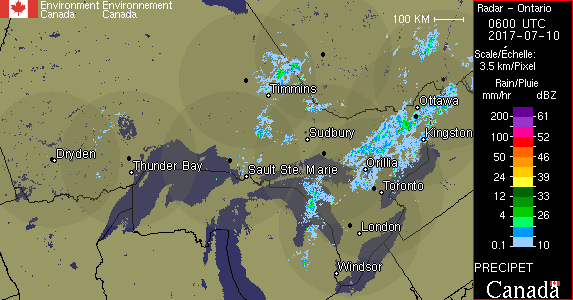 Environment Environnement
Canada Canada
100 KM
Timmins
Ottawa
Sudbury
Kingston
Dryden
Thunder Bay
Sault Ste. Marie
Orillia
Toronto
London
Windsor
Radar - Ontario
0600 UTC
2017-07-10
Scale/Échelle:
3.5 km/Pixel
Rain/Pluie
mm/hr dBZ
200 61
100 52
50 46
24 39
12 33
4 26
0.1 10
PRECIPET
Canada